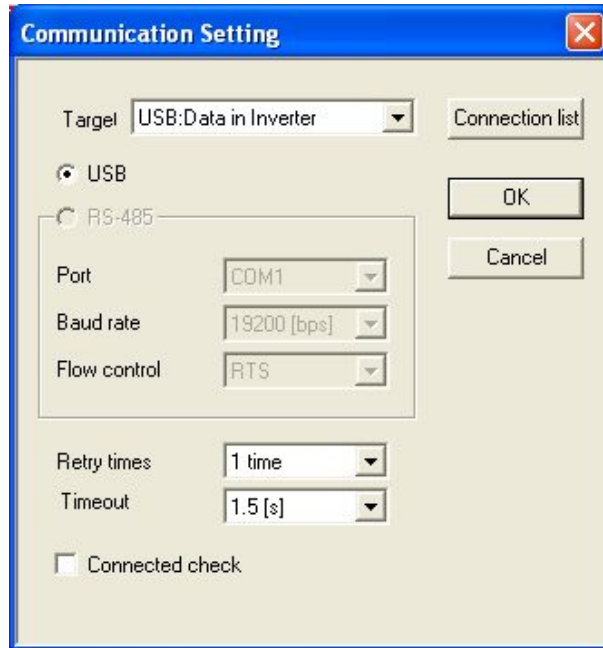 Communication Setting
Target USB:Data in Inverter Connection list
USB
OK
RS-485
Cancel
Port COM1
Baud rate 19200 [bps]
Flow control RTS
Retry times 1 time
Timeout 1.5 [s]
Connected check